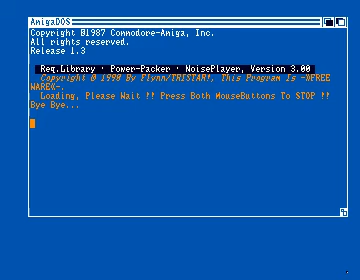 AmigaDOS
Copyright ©1987 Commodore-Amiga, Inc.
All rights reserved.
Release 1.3
Req.Library · Power-Packer · NoisePlayer, Version 3.00
Copyright © 1990 By Flynn/TRISTAR!, This Program Is -»FREE
WARE«-.
Loading, Please Wait !! Press Both MouseButtons To STOP !!
Bye Bye...